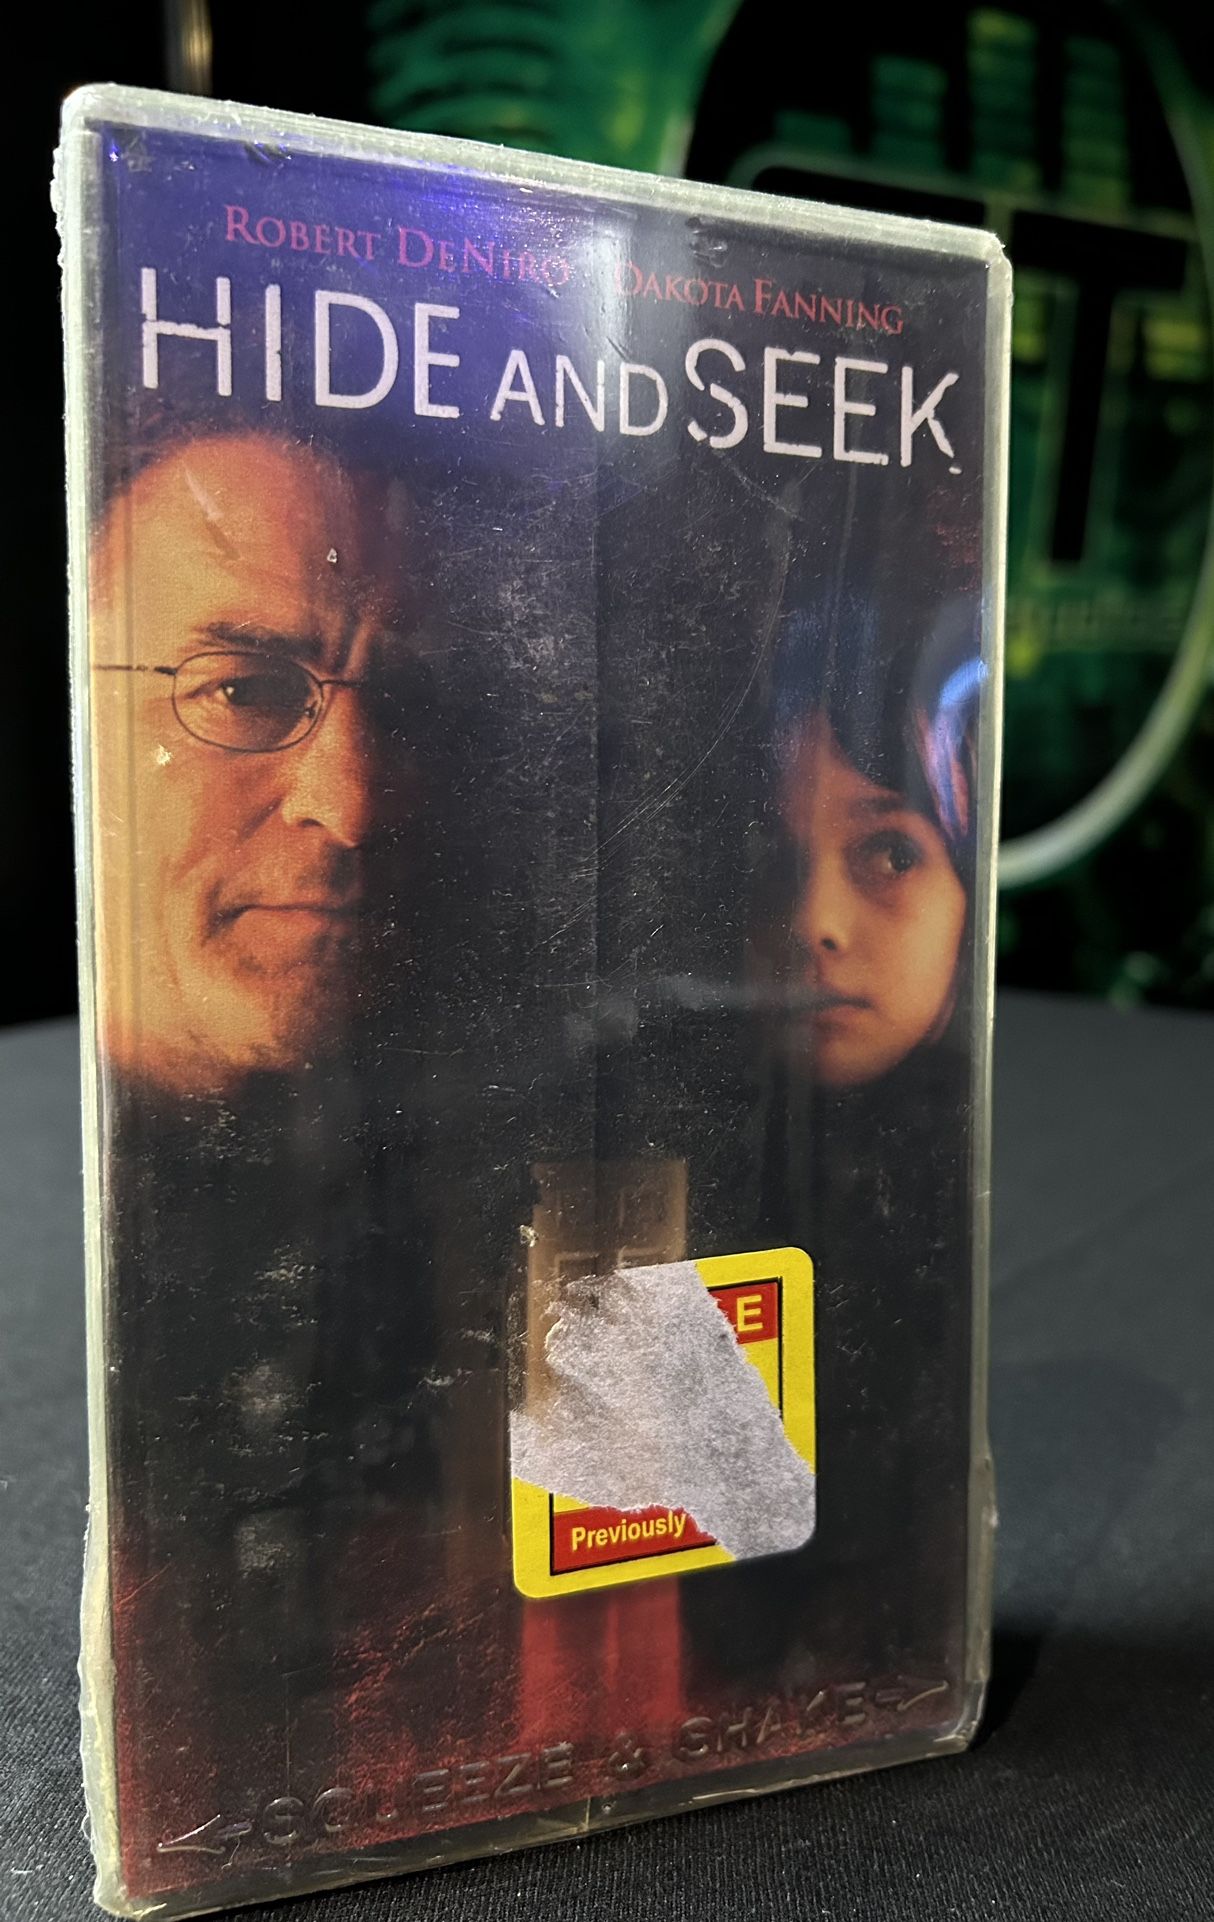 ROBERT DENIRO DAKOTA FANNING
HIDE AND SEEK
E
Previously
SQUEEZE & SHAKE